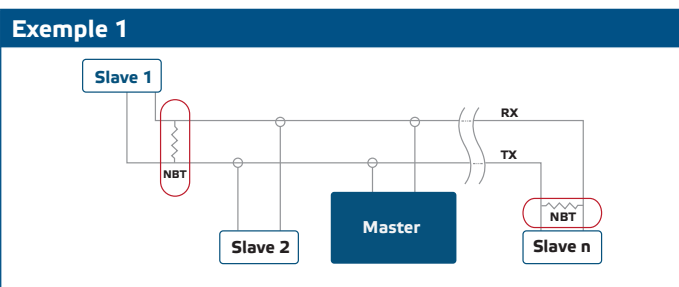 Exemple 1
Slave 1
RX
TX
NBT
Master
NBT
Slave 2
Slave n